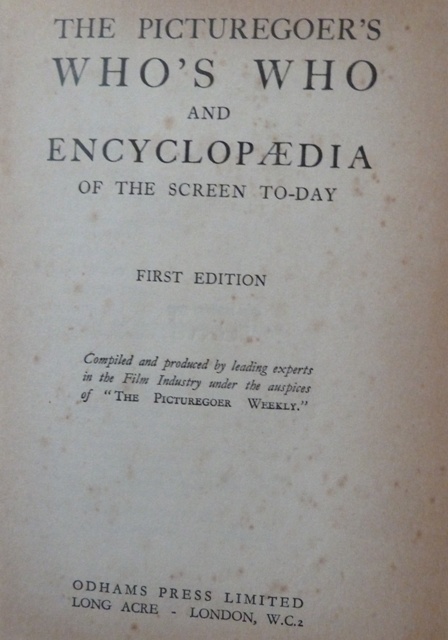 THE PICTUREGOER'S
WHO'S WHO
AND
ENCYCLOPÆDIA
OF THE SCREEN TO-DAY
FIRST EDITION
Compiled and produced by leading experts
in the Film Industry under the auspices
of "THE PICTUREGOER WEEKLY."
ODHAMS PRESS LIMITED
LONG ACRE - LONDON, W.C.2